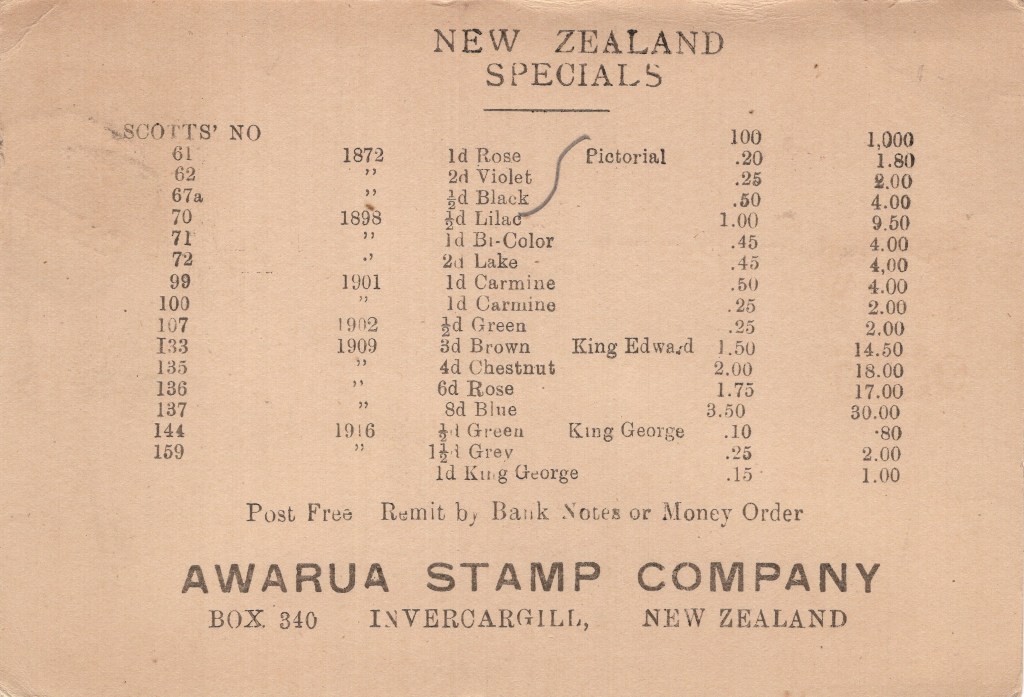 NEW ZEALAND
SPECIALS
SCOTTS' NO 100 1,000
61 1872 1d Rose Pictorial .20 1.80
62 " 2d Violet .25 2.00
67a " ½d Black .50 4.00
70 1898 ½d Lilac 1.00 9.50
71 " 1d Bi-Color .45 4.00
72 " 2d Lake - .45 4,00
99 1901 1d Carmine .50 4.00
100 " 1d Carmine .25 2.00
107 1902 ½d Green .25 2.00
133 1909 3d Brown King Edward 1.50 14.50
135 " 4d Chestnut 2.00 18.00
136 " 6d Rose 1.75 17.00
137 " 8d Blue 3.50 30.00
144 1916 ½d Green King George .10 .80
159 " 1½d Grey .25 2.00
1d King George .15 1.00
Post Free Remit by Bank Notes or Money Order
AWARUA STAMP COMPANY
BOX 340 INVERCARGILL, NEW ZEALAND